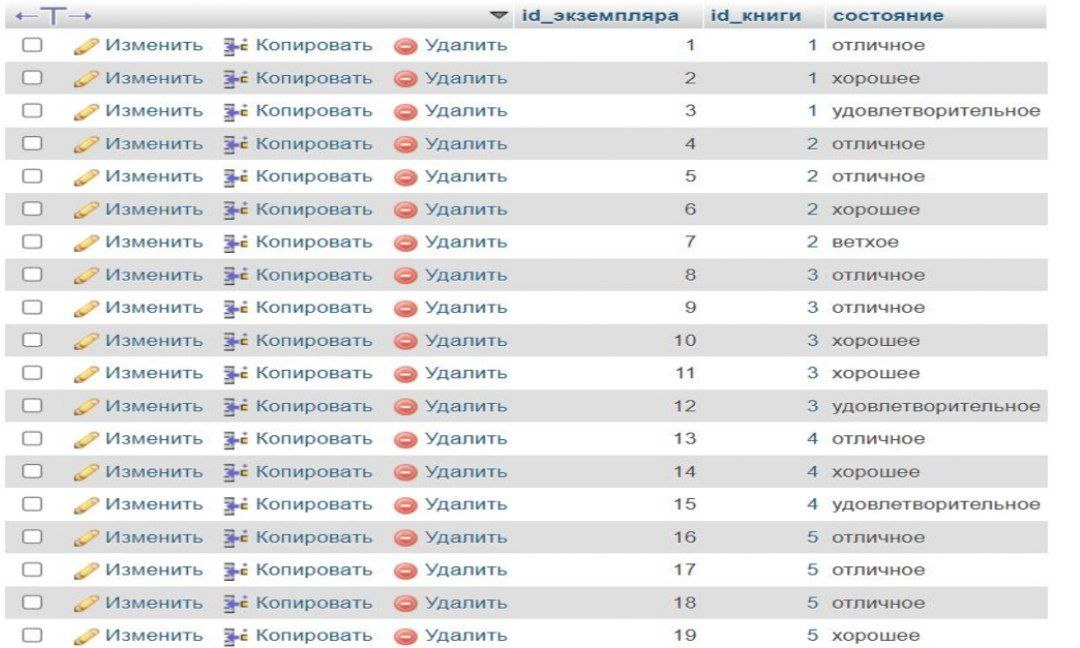 id_экземпляра id_книги состояние
Изменить Копировать Удалить 1 1 отличное
Изменить Копировать Удалить 2 1 хорошее
Изменить Копировать Удалить 3 1 удовлетворительное
Изменить Копировать Удалить 4 2 отличное
Изменить Копировать Удалить 5 2 отличное
Изменить Копировать Удалить 6 2 хорошее
Изменить Копировать Удалить 7 2 ветхое
Изменить Копировать Удалить 8 3 отличное
Изменить Копировать Удалить 9 3 отличное
Изменить Копировать Удалить 10 3 хорошее
Изменить Копировать Удалить 11 3 хорошее
Изменить Копировать Удалить 12 3 удовлетворительное
Изменить Копировать Удалить 13 4 отличное
Изменить Копировать Удалить 14 4 хорошее
Изменить Копировать Удалить 15 4 удовлетворительное
Изменить Копировать Удалить 16 5 отличное
Изменить Копировать Удалить 17 5 отличное
Изменить Копировать Удалить 18 5 отличное
Изменить Копировать Удалить 19 5 хорошее